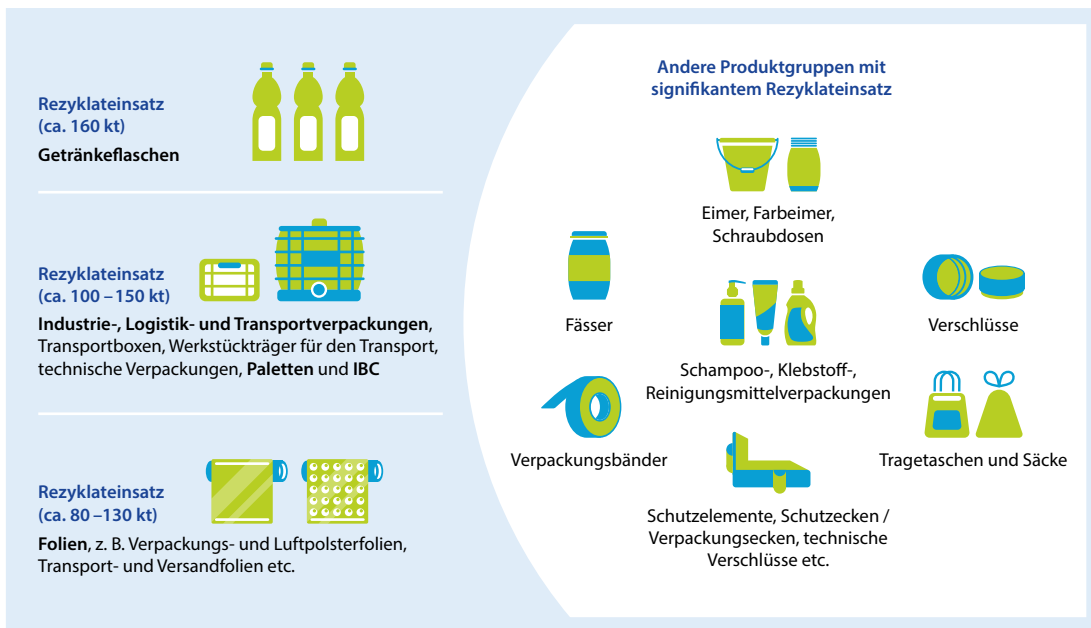 Rezyklateinsatz
(ca. 160 kt)
Getränkeflaschen
Rezyklateinsatz
(ca. 100 – 150 kt)
Industrie-, Logistik- und Transportverpackungen,
Transportboxen, Werkstückträger für den Transport,
technische Verpackungen, Paletten und IBC
Rezyklateinsatz
(ca. 80 – 130 kt)
Folien, z. B. Verpackungs- und Luftpolsterfolien,
Transport- und Versandfolien etc.
Andere Produktgruppen mit
signifikantem Rezyklateinsatz
Eimer, Farbeimer,
Schraubdosen
Fässer
Verschlüsse
Schampoo-, Klebstoff-,
Reinigungsmittelverpackungen
Verpackungsbänder
Tragetaschen und Säcke
Schutzelemente, Schutzecken /
Verpackungsecken, technische
Verschlüsse etc.